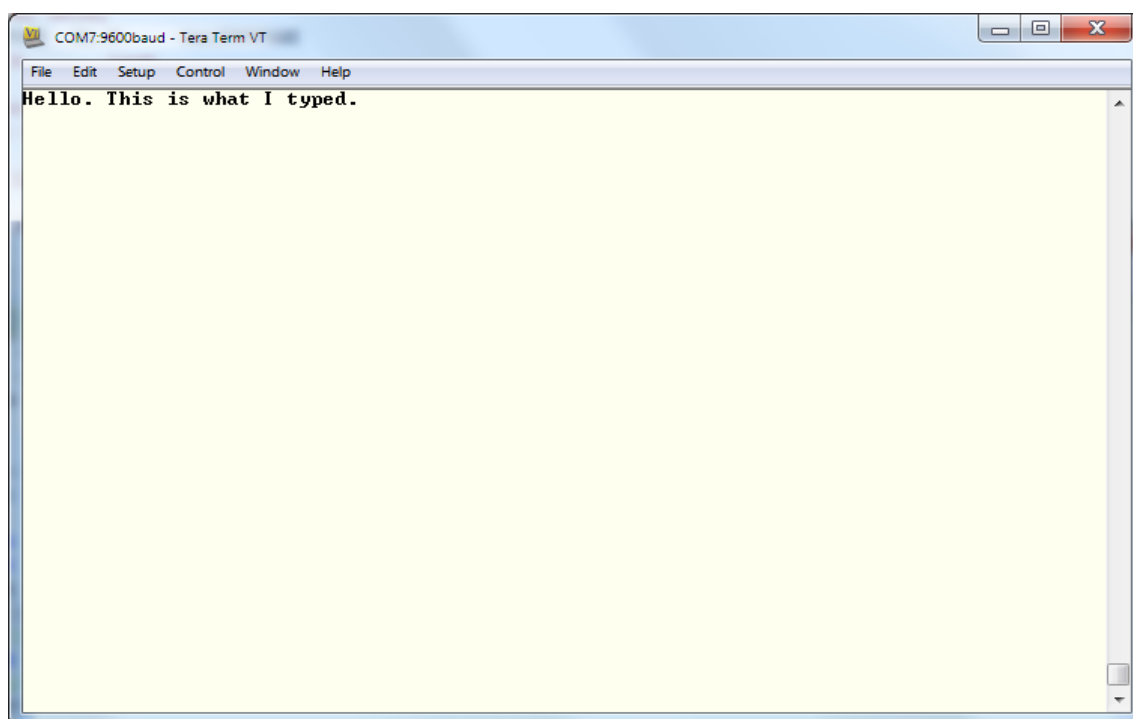 COM7:9600baud - Tera Term VT
File Edit Setup Control Window Help
Hello. This is what I typed.